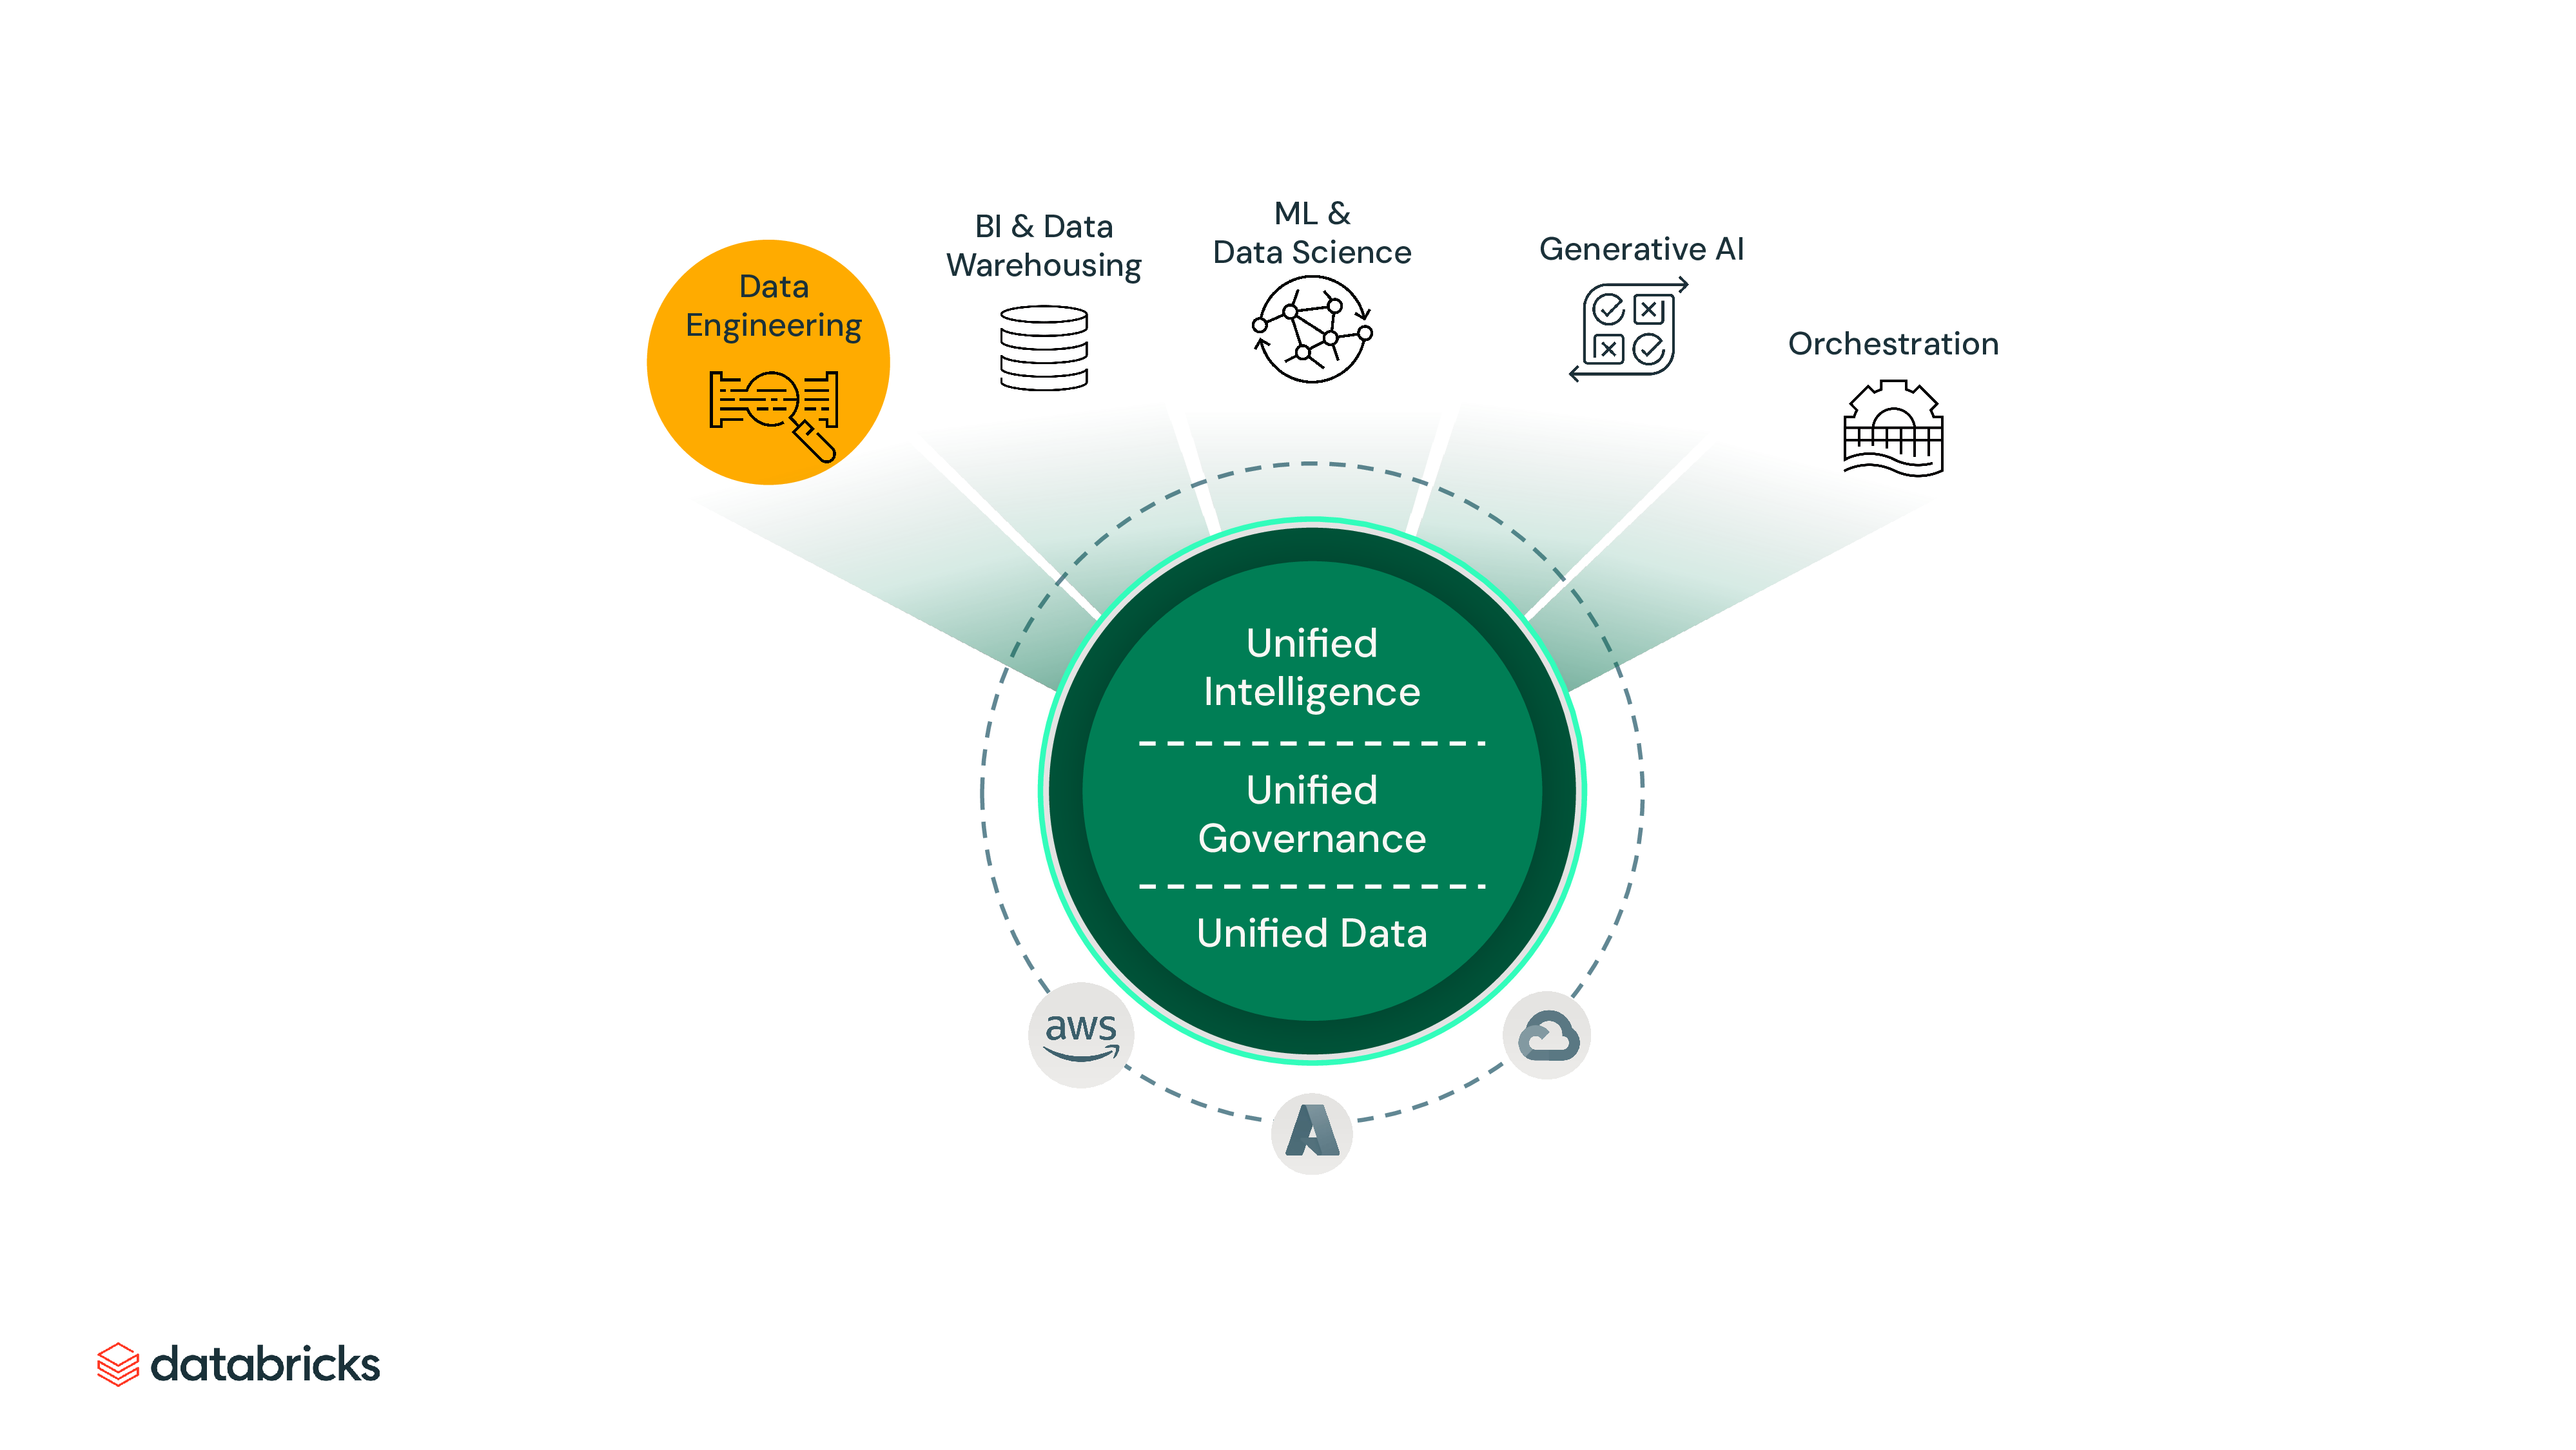 Data
Engineering
BI & Data
Warehousing
ML &
Data Science
Generative AI
Orchestration
Unified
Intelligence
Unified
Governance
Unified Data
aws
databricks